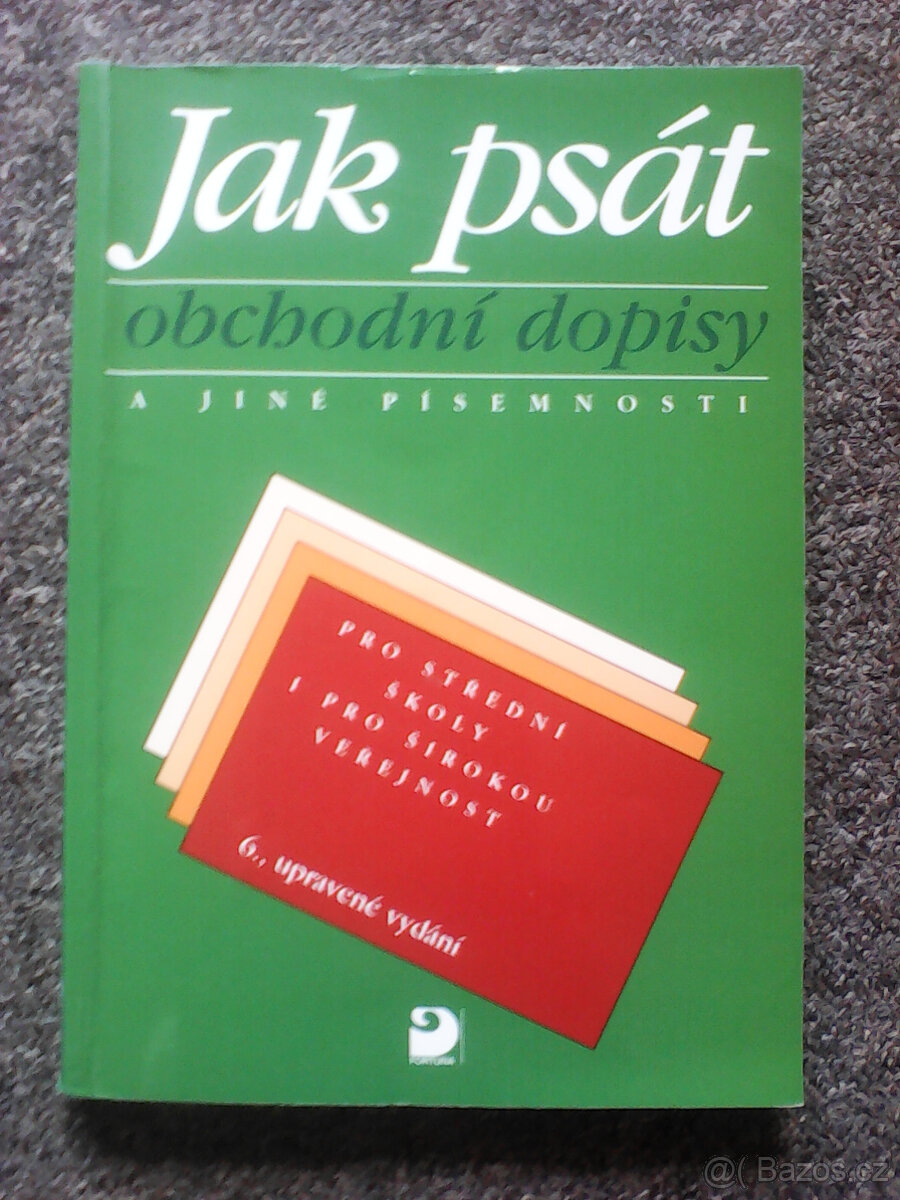 Jak psát
obchodní dopisy
A JINÉ PÍSEMNOSTI
PRO STŘEDNÍ
ŠKOLY
I PRO ŠIROKOU
VEŘEJNOST
6., upravené vydání
FORTUNA
@( Bazos.cz